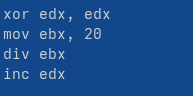 xor edx, edx
mov ebx, 20
div ebx
inc edx